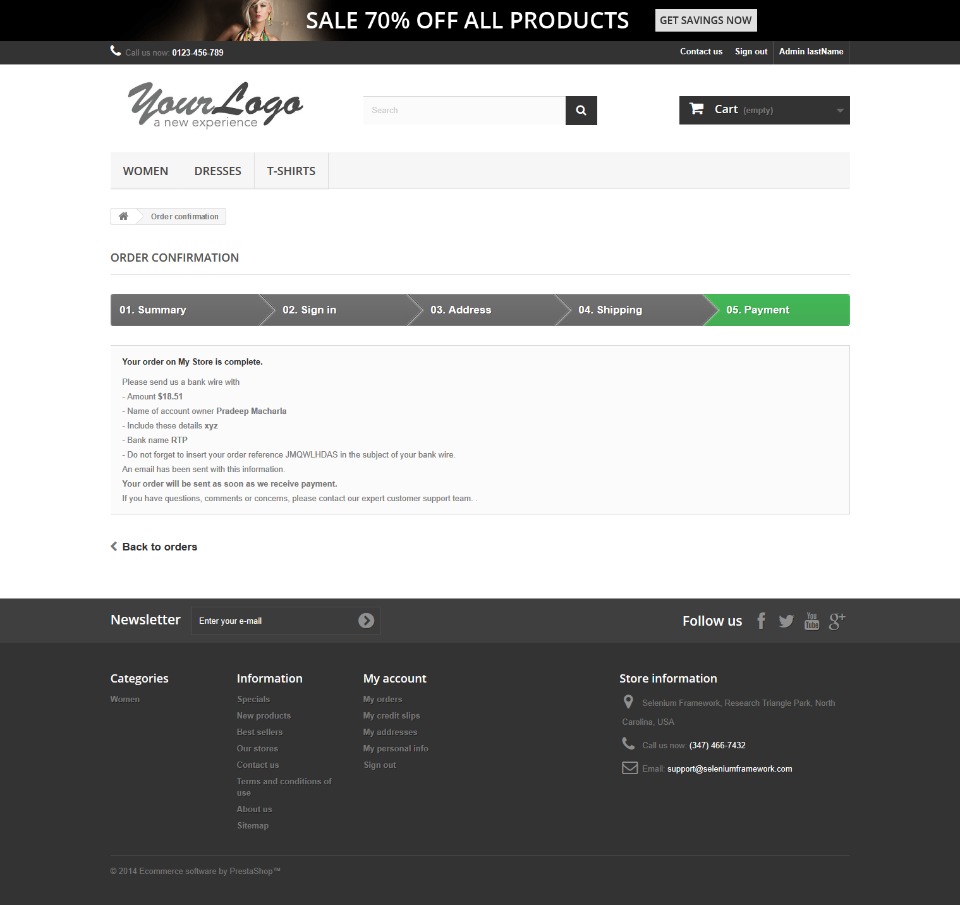 SALE 70% OFF ALL PRODUCTS GET SAVINGS NOW
Call us now: 0123-456-789 Contact us Sign out Admin lastName
Your Logo
a new experience
Search
Cart (empty)
WOMEN DRESSES T-SHIRTS
Order confirmation
ORDER CONFIRMATION
01. Summary 02. Sign in 03. Address 04. Shipping 05. Payment
Your order on My Store is complete.
Please send us a bank wire with
- Amount $18.51
- Name of account owner Pradeep Macharla
- Include these details xyz
- Bank name RTP
- Do not forget to insert your order reference JMQWLHDAS in the subject of your bank wire.
An email has been sent with this information.
Your order will be sent as soon as we receive payment.
If you have questions, comments or concerns, please contact our expert customer support team. .
Back to orders
Newsletter Enter your e-mail Follow us
Categories
Women
Information
Specials
New products
Best sellers
Our stores
Contact us
Terms and conditions of
use
About us
Sitemap
My account
My orders
My credit slips
My addresses
My personal info
Sign out
Store information
Selenium Framework, Research Triangle Park, North
Carolina, USA
Call us now: (347) 466-7432
Email: support@seleniumframework.com
© 2014 Ecommerce software by PrestaShop™